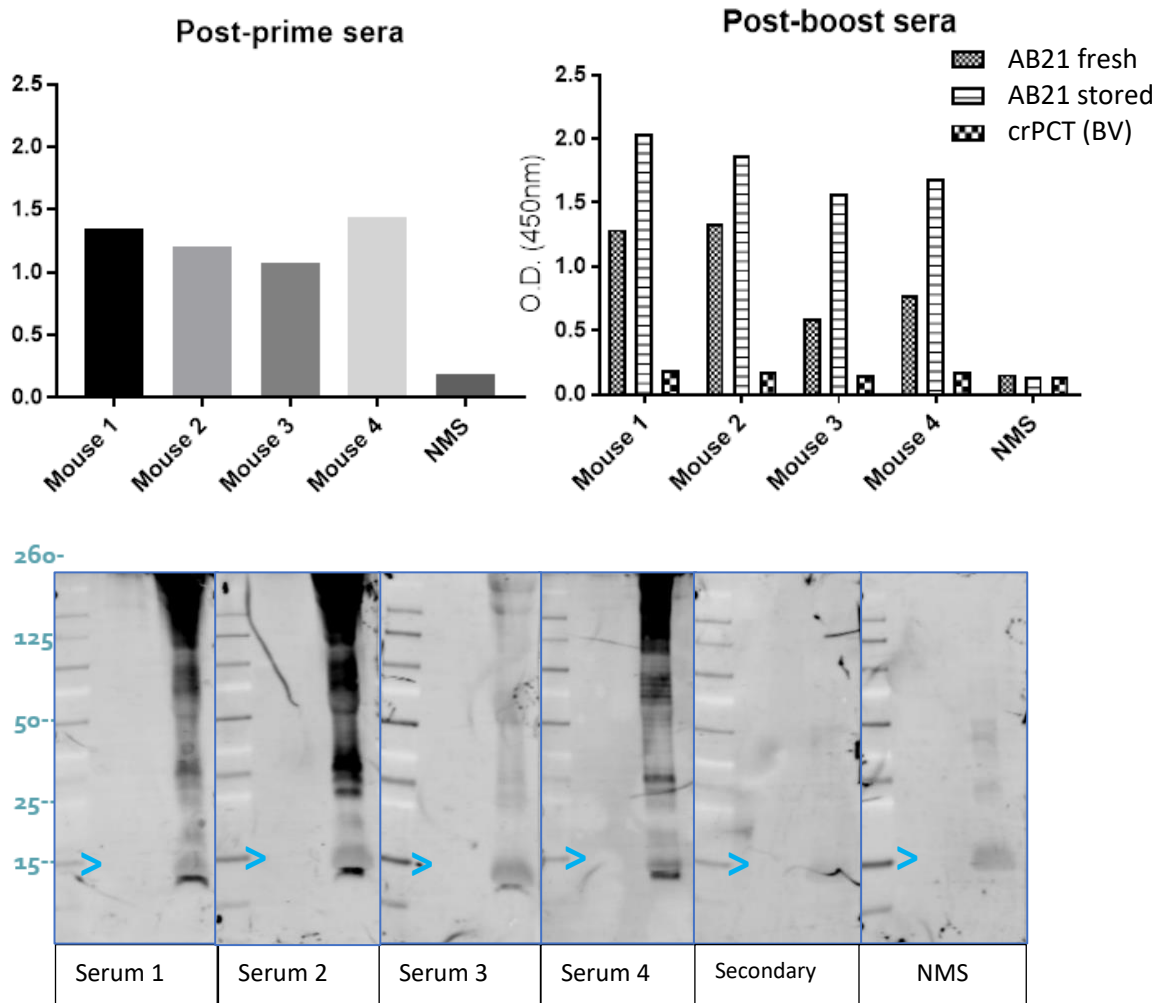 Post-prime sera
2.5
2.0
1.5
1.0
0.5
0.0
Mouse 1
Mouse 2
Mouse 3
Mouse 4
NMS
Post-boost sera
AB21 fresh
AB21 stored
crPCT (BV)
O.D. (450nm)
2.5
2.0
1.5
1.0
0.5
0.0
Mouse 1
Mouse 2
Mouse 3
Mouse 4
NMS
260-
125
50-
25-
15-
> > > > > >
Serum 1 Serum 2 Serum 3 Serum 4 Secondary NMS